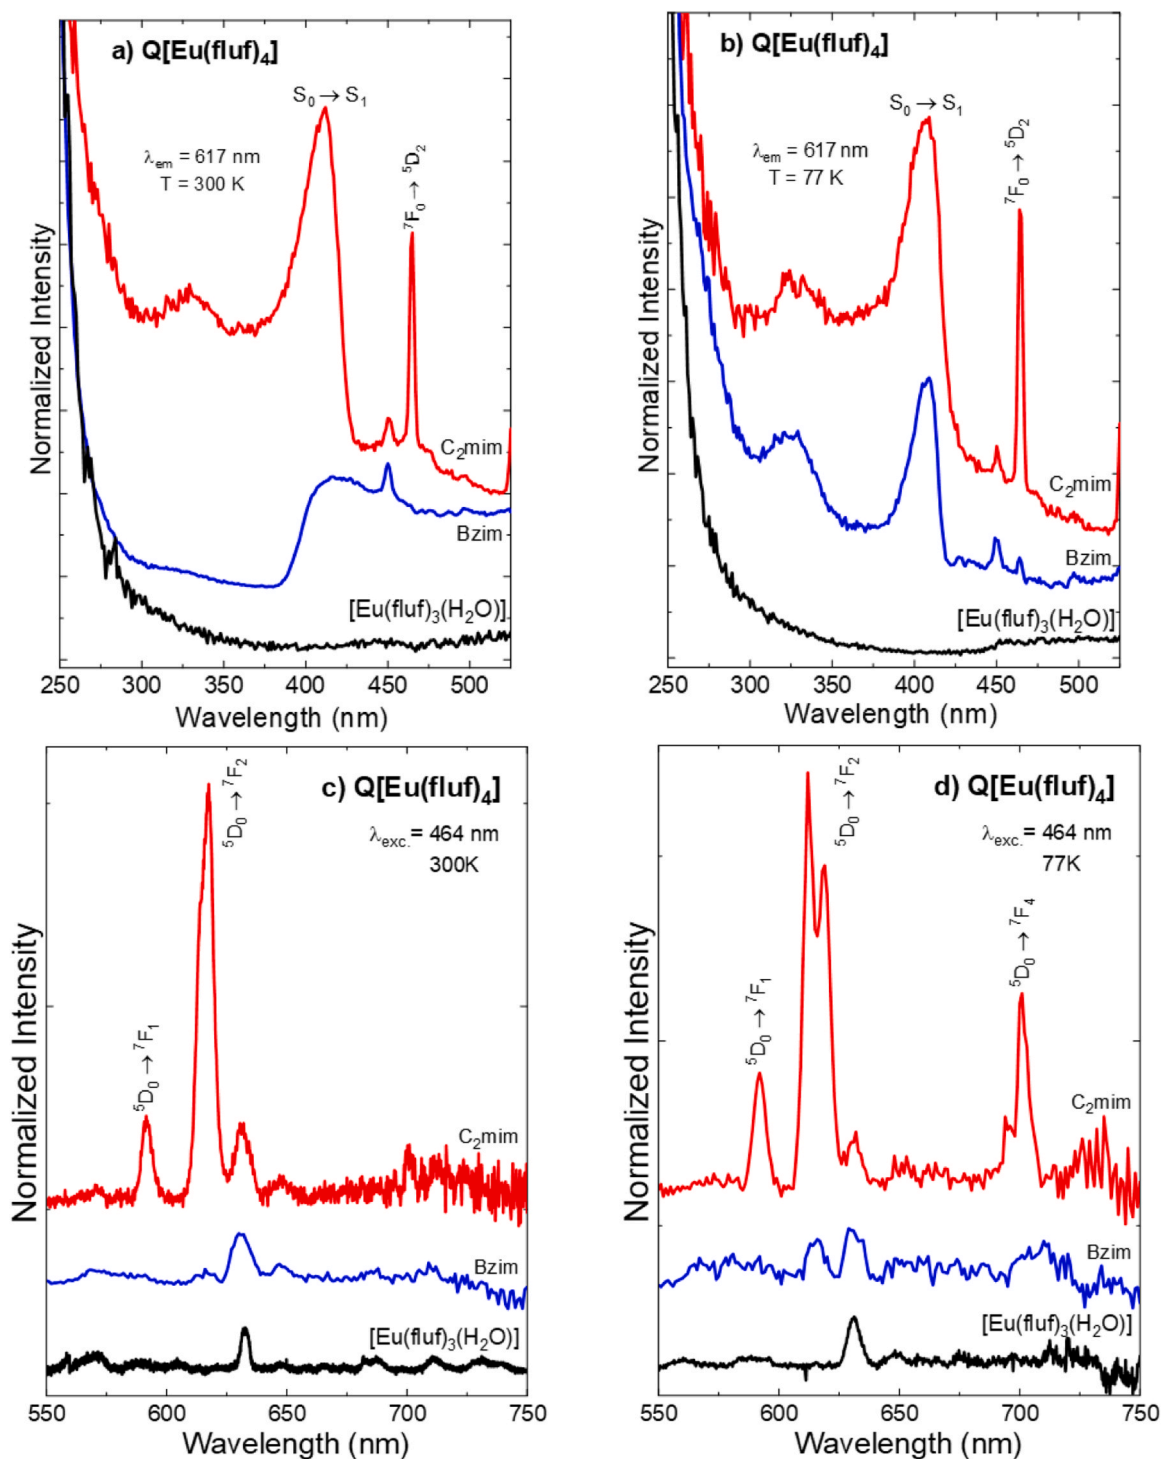 a) Q[Eu(fluf)₄]
S₀ → S₁
λₑₘ = 617 nm
T = 300 K
⁷F₀ → ⁵D₂
C₂mim
Bzim
[Eu(fluf)₃(H₂O)]
Normalized Intensity
250 300 350 400 450 500
Wavelength (nm)
b) Q[Eu(fluf)₄]
S₀ → S₁
λₑₘ = 617 nm
T = 77 K
⁷F₀ → ⁵D₂
C₂mim
Bzim
[Eu(fluf)₃(H₂O)]
Normalized Intensity
250 300 350 400 450 500
Wavelength (nm)
c) Q[Eu(fluf)₄]
λexc. = 464 nm
300K
⁵D₀ → ⁷F₂
⁵D₀ → ⁷F₁
C₂mim
Bzim
[Eu(fluf)₃(H₂O)]
Normalized Intensity
550 600 650 700 750
Wavelength (nm)
d) Q[Eu(fluf)₄]
λexc. = 464 nm
77K
⁵D₀ → ⁷F₂
⁵D₀ → ⁷F₄
⁵D₀ → ⁷F₁
C₂mim
Bzim
[Eu(fluf)₃(H₂O)]
Normalized Intensity
550 600 650 700 750
Wavelength (nm)